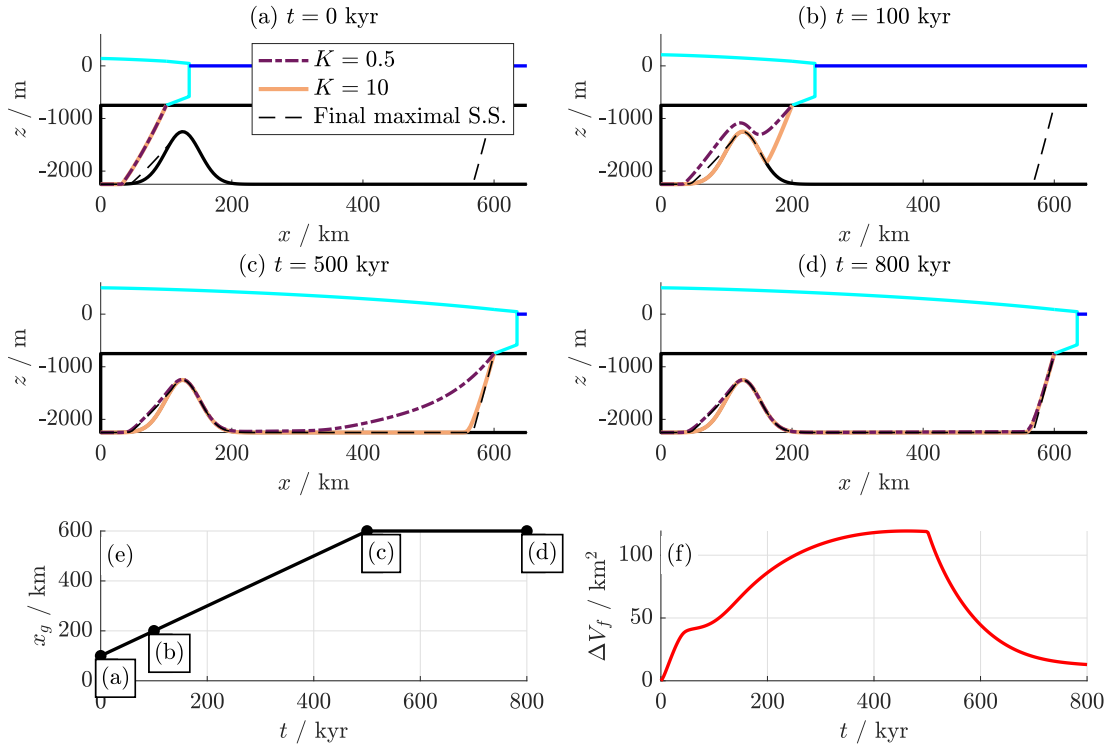 (a) t = 0 kyr
0
-1000
-2000
z / m
0
200
400
600
x / km
K = 0.5
K = 10
Final maximal S.S.
(b) t = 100 kyr
0
-1000
-2000
z / m
0
200
400
600
x / km
(c) t = 500 kyr
0
-1000
-2000
z / m
0
200
400
600
x / km
(d) t = 800 kyr
0
-1000
-2000
z / m
0
200
400
600
x / km
(e)
600
400
200
0
x_g / km
(a)
(b)
(c)
(d)
0
200
400
600
800
t / kyr
(f)
100
50
0
ΔV_f / km²
0
200
400
600
800
t / kyr